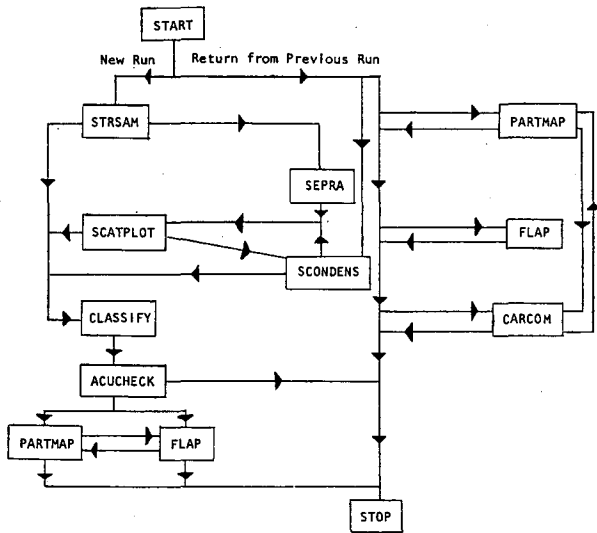 START
New Run
Return from Previous Run
STRSAM
PARTMAP
SEPRA
SCATPLOT
FLAP
SCONDENS
CLASSIFY
CARCOM
ACUCHECK
PARTMAP
FLAP
STOP